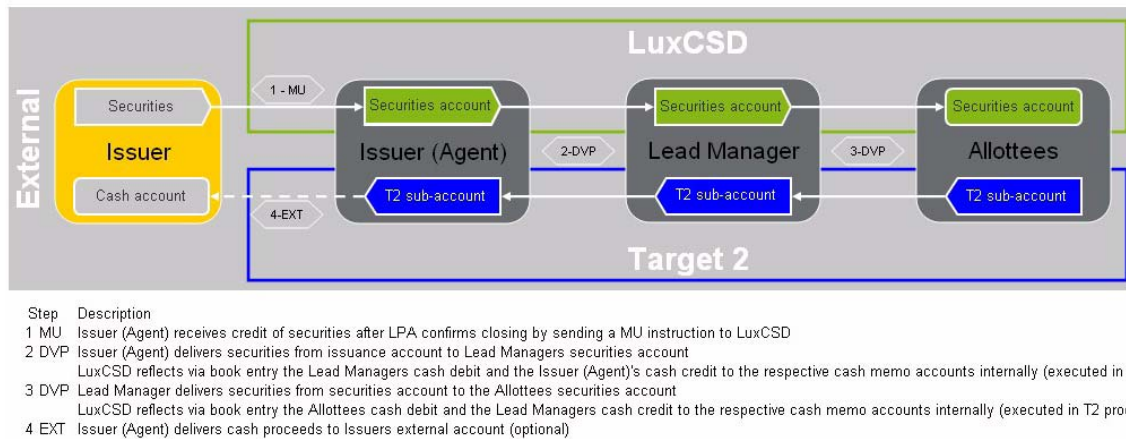 LuxCSD
External
1 - MU
Securities
Securities account
Securities account
Securities account
Issuer
Issuer (Agent)
2-DVP
Lead Manager
3-DVP
Allottees
Cash account
T2 sub-account
T2 sub-account
T2 sub-account
4-EXT
Target 2
Step Description
1 MU Issuer (Agent) receives credit of securities after LPA confirms closing by sending a MU instruction to LuxCSD
2 DVP Issuer (Agent) delivers securities from issuance account to Lead Managers securities account
LuxCSD reflects via book entry the Lead Managers cash debit and the Issuer (Agent)'s cash credit to the respective cash memo accounts internally (executed in
3 DVP Lead Manager delivers securities from securities account to the Allottees securities account
LuxCSD reflects via book entry the Allottees cash debit and the Lead Managers cash credit to the respective cash memo accounts internally (executed in T2
4 EXT Issuer (Agent) delivers cash proceeds to Issuers external account (optional)